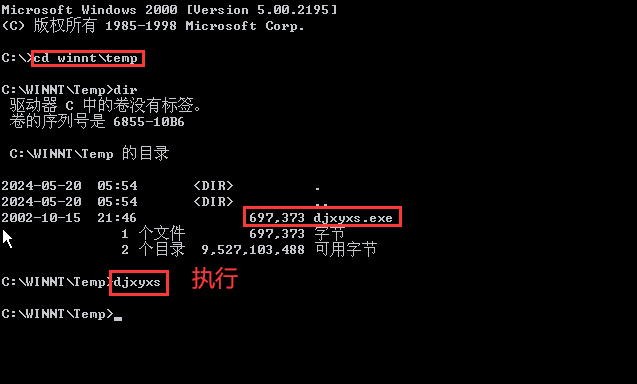 Microsoft Windows 2000 [Version 5.00.2195]
(C) 版权所有 1985-1998 Microsoft Corp.
C:\>cd winnt\temp
C:\WINNT\Temp>dir
驱动器 C 中的卷没有标签。
卷的序列号是 6855-10B6
C:\WINNT\Temp 的目录
2024-05-20 05:54 <DIR> .
2024-05-20 05:54 <DIR> ..
2002-10-15 21:46 697,373 djxyxs.exe
1 个文件 697,373 字节
2 个目录 9,527,103,488 可用字节
C:\WINNT\Temp>djxyxs 执行
C:\WINNT\Temp>_